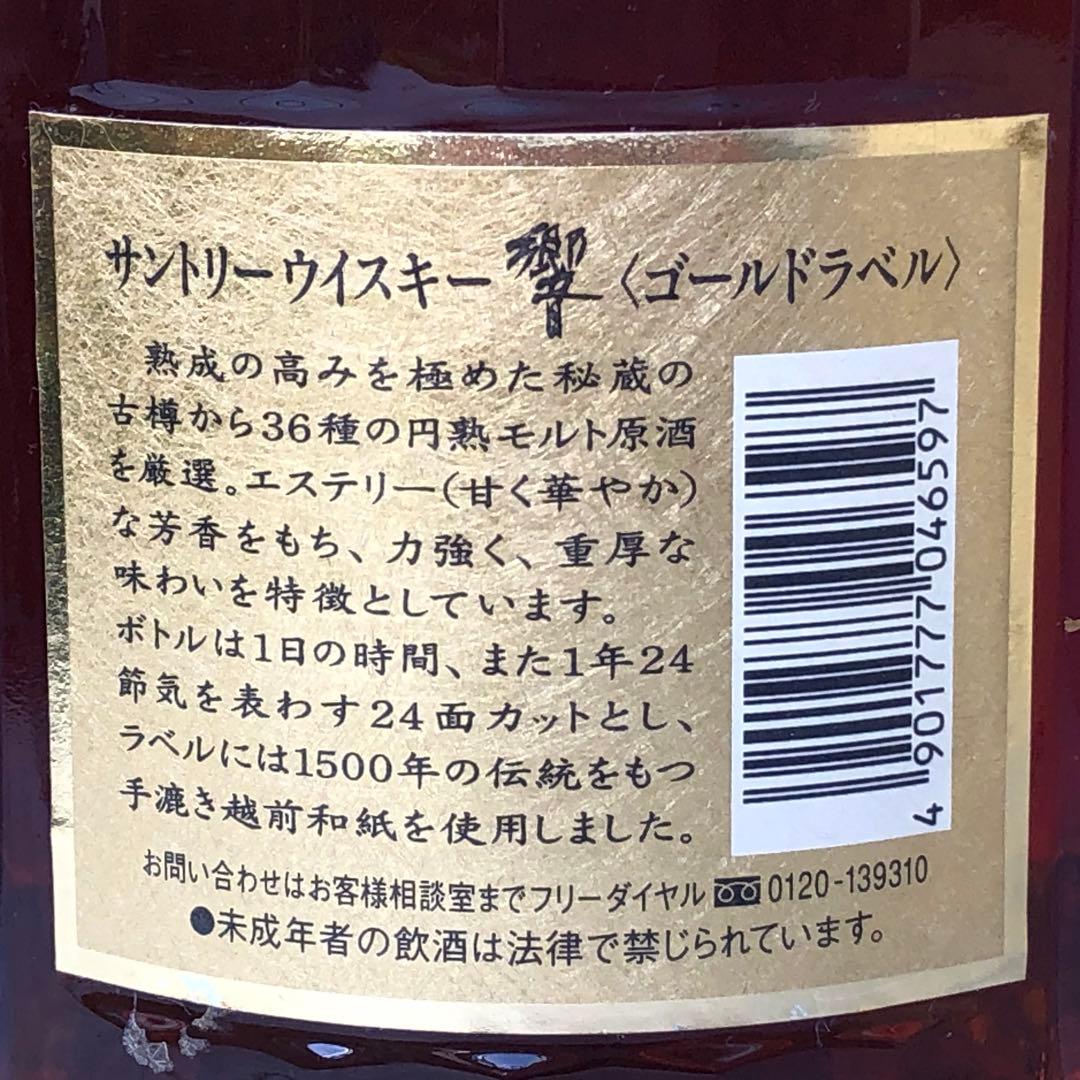 サントリーウイスキー響〈ゴールドラベル〉
熟成の高みを極めた秘蔵の
古樽から36種の円熟モルト原酒
を厳選。エステリー(甘く華やか)
な芳香をもち、力強く、重厚な
味わいを特徴としています。
ボトルは1日の時間、また1年24
節気を表わす24面カットとし、
ラベルには1500年の伝統をもつ
手漉き越前和紙を使用しました。
4 901777 046597
お問い合わせはお客様相談室までフリーダイヤル 0120-139310
●未成年者の飲酒は法律で禁じられています。